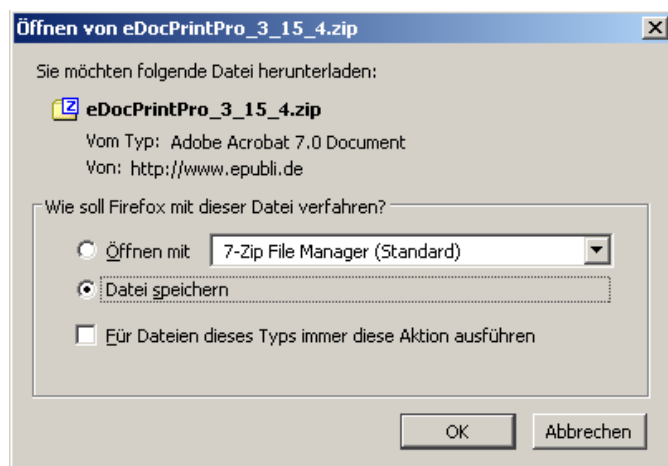 Öffnen von eDocPrintPro_3_15_4.zip
Sie möchten folgende Datei herunterladen:
eDocPrintPro_3_15_4.zip
Vom Typ: Adobe Acrobat 7.0 Document
Von: http://www.epubli.de
Wie soll Firefox mit dieser Datei verfahren?
Öffnen mit 7-Zip File Manager (Standard)
Datei speichern
Für Dateien dieses Typs immer diese Aktion ausführen
OK Abbrechen